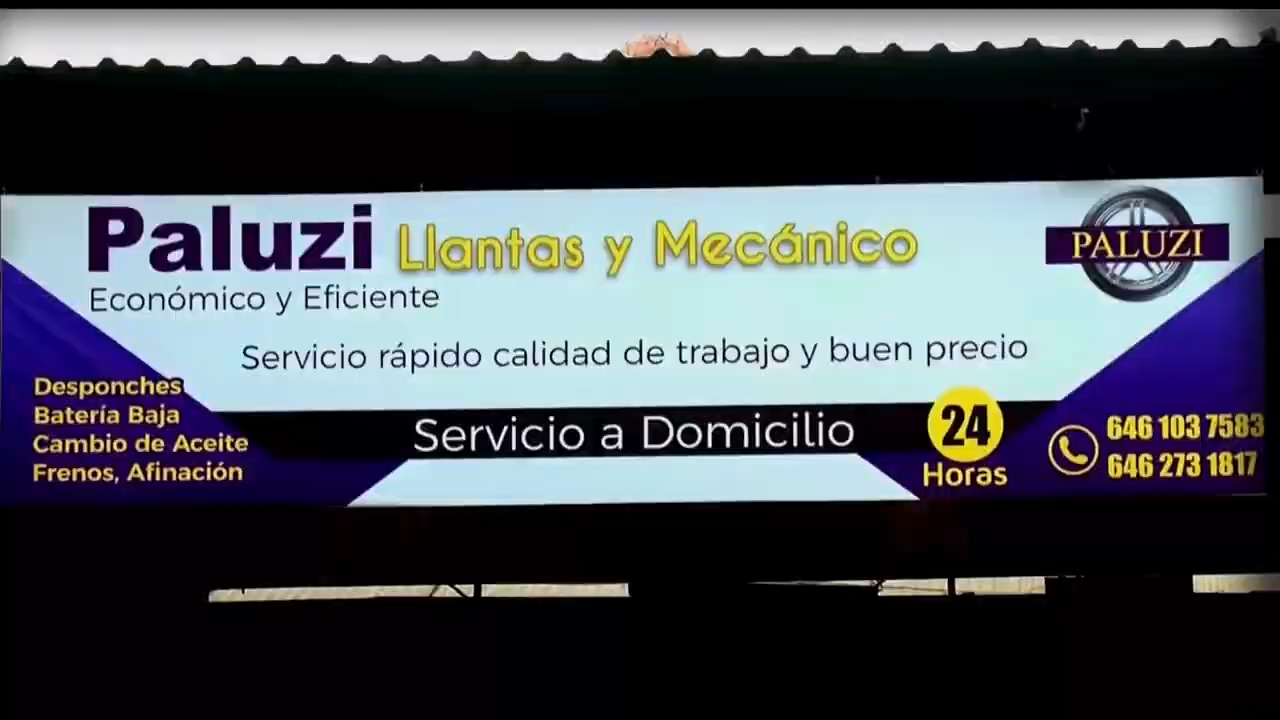 Paluzi Llantas y Mecánico
Económico y Eficiente
PALUZI
Servicio rápido calidad de trabajo y buen precio
Desponches
Batería Baja
Cambio de Aceite
Frenos, Afinación
Servicio a Domicilio
24
Horas
646 103 7583
646 273 1817